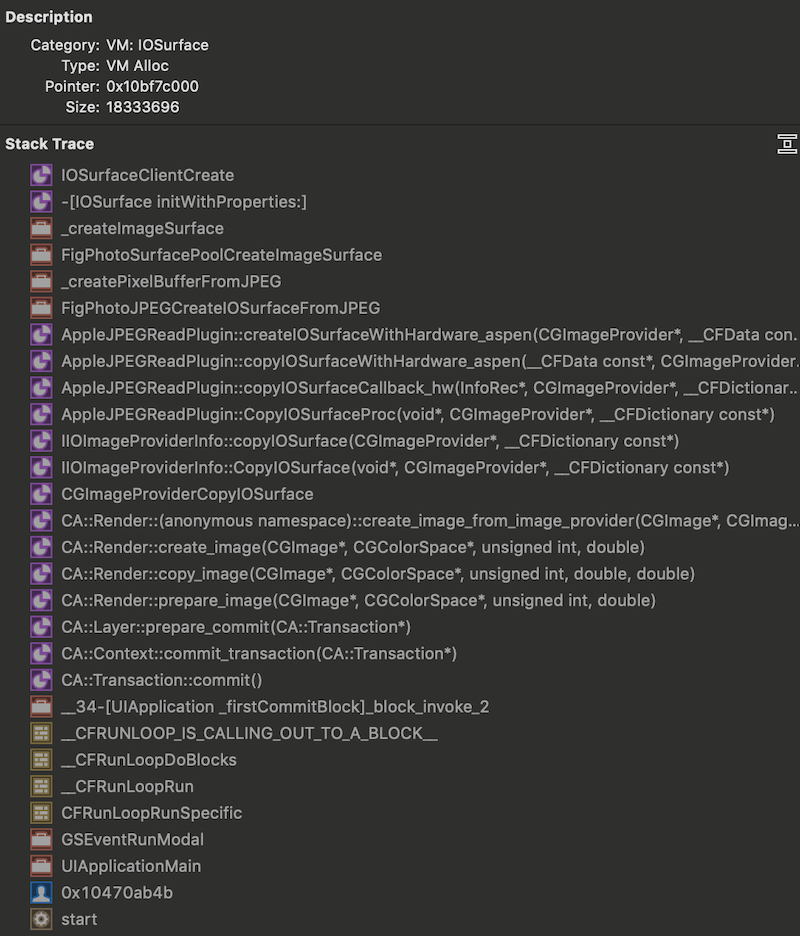 Description
Category: VM: IOSurface
Type: VM Alloc
Pointer: 0x10bf7c000
Size: 18333696
Stack Trace
IOSurfaceClientCreate
-[IOSurface initWithProperties:]
_createImageSurface
FigPhotoSurfacePoolCreateImageSurface
_createPixelBufferFromJPEG
FigPhotoJPEGCreateIOSurfaceFromJPEG
AppleJPEGReadPlugin::createIOSurfaceWithHardware_aspen(CGImageProvider*, __CFData con...
AppleJPEGReadPlugin::copyIOSurfaceWithHardware_aspen(__CFData const*, CGImageProvider...
AppleJPEGReadPlugin::copyIOSurfaceCallback_hw(InfoRec*, CGImageProvider*, __CFDictionar...
AppleJPEGReadPlugin::CopyIOSurfaceProc(void*, CGImageProvider*, __CFDictionary const*)
IIOImageProviderInfo::copyIOSurface(CGImageProvider*, __CFDictionary const*)
IIOImageProviderInfo::CopyIOSurface(void*, CGImageProvider*, __CFDictionary const*)
CGImageProviderCopyIOSurface
CA::Render::(anonymous namespace)::create_image_from_image_provider(CGImage*, CGImag...
CA::Render::create_image(CGImage*, CGColorSpace*, unsigned int, double)
CA::Render::copy_image(CGImage*, CGColorSpace*, unsigned int, double, double)
CA::Render::prepare_image(CGImage*, CGColorSpace*, unsigned int, double)
CA::Layer::prepare_commit(CA::Transaction*)
CA::Context::commit_transaction(CA::Transaction*)
CA::Transaction::commit()
__34-[UIApplication _firstCommitBlock]_block_invoke_2
__CFRUNLOOP_IS_CALLING_OUT_TO_A_BLOCK__
__CFRunLoopDoBlocks
__CFRunLoopRun
CFRunLoopRunSpecific
GSEventRunModal
UIApplicationMain
0x10470ab4b
start